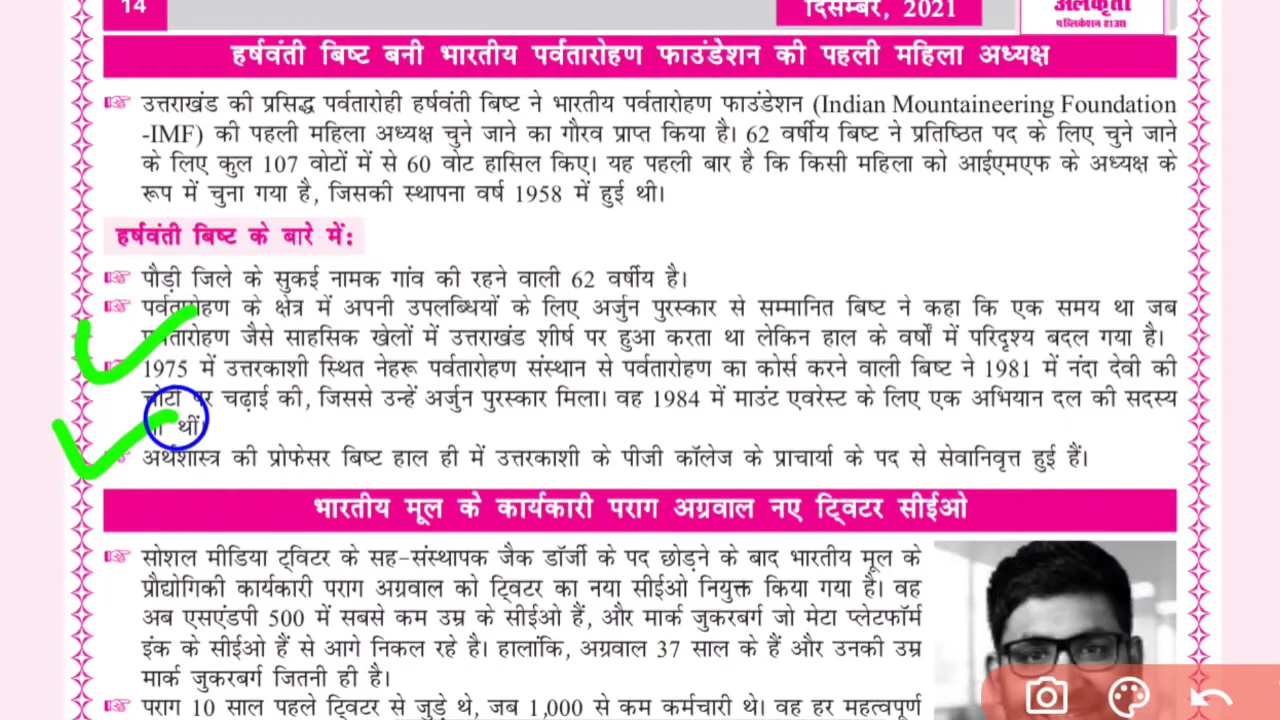 14
दिसम्बर, 2021
अलंकृता
पब्लिकेशन हाउस
हर्षवंती बिष्ट बनी भारतीय पर्वतारोहण फाउंडेशन की पहली महिला अध्यक्ष
उत्तराखंड की प्रसिद्ध पर्वतारोही हर्षवंती बिष्ट ने भारतीय पर्वतारोहण फाउंडेशन (Indian Mountaineering Foundation
-IMF) की पहली महिला अध्यक्ष चुने जाने का गौरव प्राप्त किया है। 62 वर्षीय बिष्ट ने प्रतिष्ठित पद के लिए चुने जाने
के लिए कुल 107 वोटों में से 60 वोट हासिल किए। यह पहली बार है कि किसी महिला को आईएमएफ के अध्यक्ष के
रूप में चुना गया है, जिसकी स्थापना वर्ष 1958 में हुई थी।
हर्षवंती बिष्ट के बारे में:
पौड़ी जिले के सुकई नामक गांव की रहने वाली 62 वर्षीय है।
पर्वतारोहण के क्षेत्र में अपनी उपलब्धियों के लिए अर्जुन पुरस्कार से सम्मानित बिष्ट ने कहा कि एक समय था जब
पर्वतारोहण जैसे साहसिक खेलों में उत्तराखंड शीर्ष पर हुआ करता था लेकिन हाल के वर्षों में परिदृश्य बदल गया है।
1975 में उत्तरकाशी स्थित नेहरू पर्वतारोहण संस्थान से पर्वतारोहण का कोर्स करने वाली बिष्ट ने 1981 में नंदा देवी की
चोटी पर चढ़ाई की, जिससे उन्हें अर्जुन पुरस्कार मिला। वह 1984 में माउंट एवरेस्ट के लिए एक अभियान दल की सदस्य
थीं।
अर्थशास्त्र की प्रोफेसर बिष्ट हाल ही में उत्तरकाशी के पीजी कॉलेज के प्राचार्या के पद से सेवानिवृत्त हुई हैं।
भारतीय मूल के कार्यकारी पराग अग्रवाल नए ट्विटर सीईओ
सोशल मीडिया ट्विटर के सह-संस्थापक जैक डॉर्जी के पद छोड़ने के बाद भारतीय मूल के
प्रौद्योगिकी कार्यकारी पराग अग्रवाल को ट्विटर का नया सीईओ नियुक्त किया गया है। वह
अब एसएंडपी 500 में सबसे कम उम्र के सीईओ हैं, और मार्क जुकरबर्ग जो मेटा प्लेटफॉर्म
इंक के सीईओ हैं से आगे निकल रहे है। हालांकि, अग्रवाल 37 साल के हैं और उनकी उम्र
मार्क जुकरबर्ग जितनी ही है।
पराग 10 साल पहले ट्विटर से जुड़े थे, जब 1,000 से कम कर्मचारी थे। वह हर महत्वपूर्ण